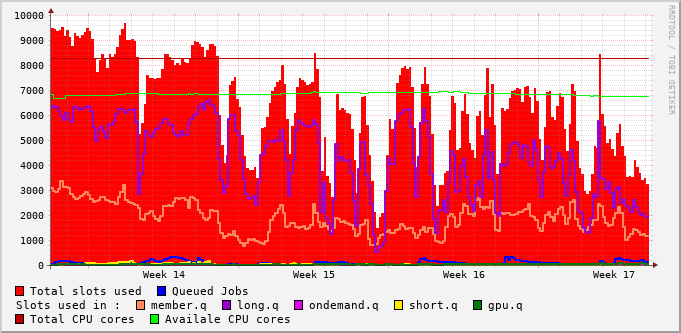 10000
9000
8000
7000
6000
5000
4000
3000
2000
1000
0
Week 14 Week 15 Week 16 Week 17
RRDTOOL / TOBI OETIKER
Total slots used Queued Jobs
Slots used in : member.q long.q ondemand.q short.q gpu.q
Total CPU cores Availale CPU cores